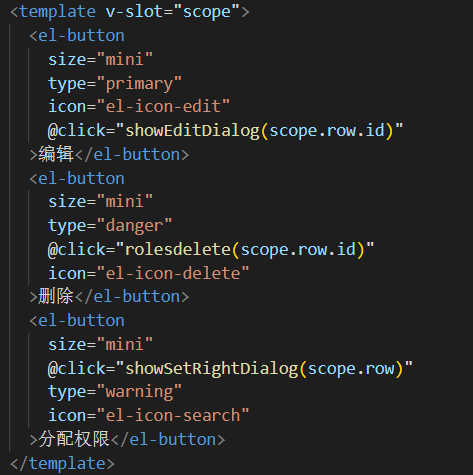 <template v-slot="scope">
<el-button
size="mini"
type="primary"
icon="el-icon-edit"
@click="showEditDialog(scope.row.id)"
>编辑</el-button>
<el-button
size="mini"
type="danger"
@click="rolesdelete(scope.row.id)"
icon="el-icon-delete"
>删除</el-button>
<el-button
size="mini"
@click="showSetRightDialog(scope.row)"
type="warning"
icon="el-icon-search"
>分配权限</el-button>
</template>